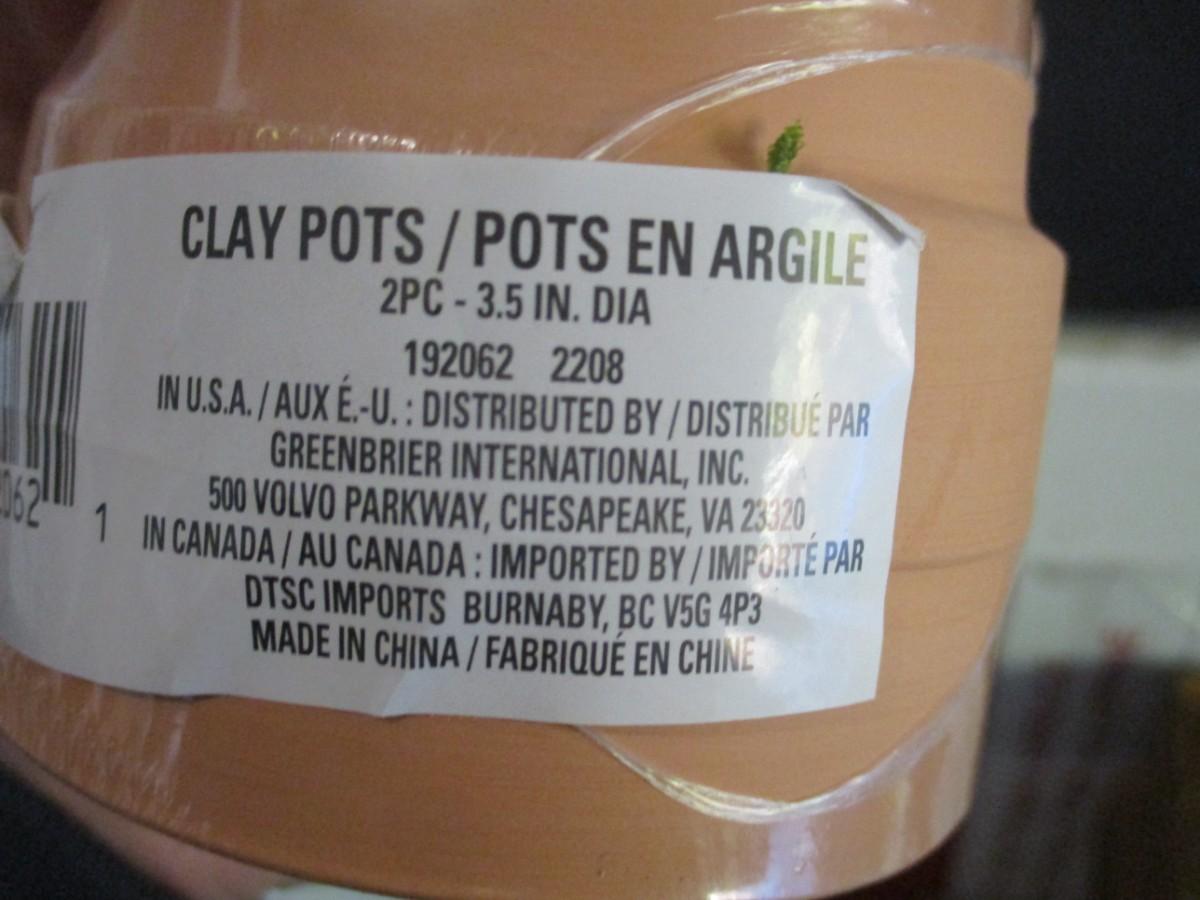 CLAY POTS / POTS EN ARGILE
2PC - 3.5 IN. DIA
192062 2208
IN U.S.A. / AUX É.-U. : DISTRIBUTED BY / DISTRIBUÉ PAR
GREENBRIER INTERNATIONAL, INC.
500 VOLVO PARKWAY, CHESAPEAKE, VA 23320
IN CANADA / AU CANADA : IMPORTED BY / IMPORTÉ PAR
DTSC IMPORTS BURNABY, BC V5G 4P3
MADE IN CHINA / FABRIQUÉ EN CHINE
062 1